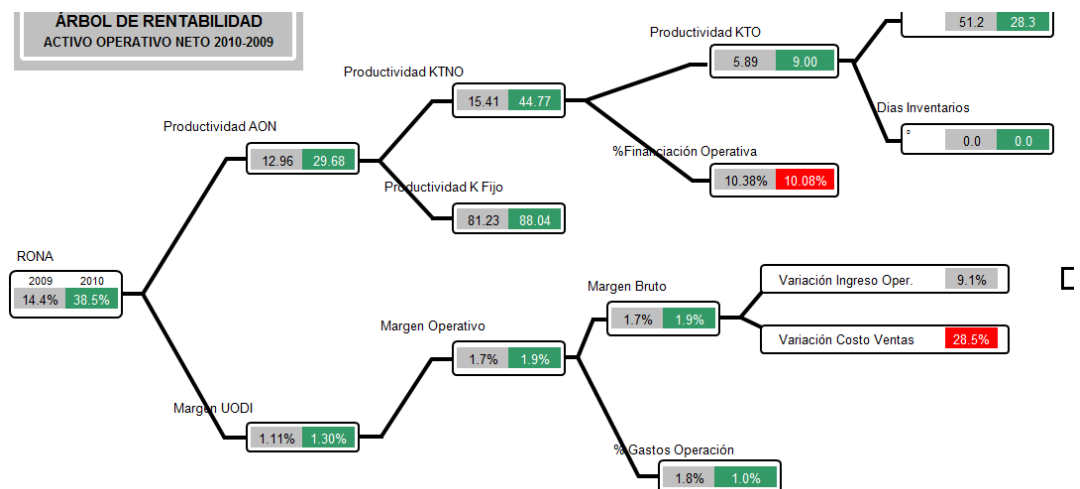 ÁRBOL DE RENTABILIDAD
ACTIVO OPERATIVO NETO 2010-2009
51.2 28.3
Productividad KTO
5.89 9.00
Productividad KTNO
15.41 44.77
Dias Inventarios
0.0 0.0
Productividad AON
12.96 29.68
%Financiación Operativa
10.38% 10.08%
Productividad K Fijo
81.23 88.04
RONA
2009 2010
14.4% 38.5%
Margen Bruto
1.7% 1.9%
Variación Ingreso Oper. 9.1%
Variación Costo Ventas 28.5%
Margen Operativo
1.7% 1.9%
Margen UODI
1.11% 1.30%
% Gastos Operación
1.8% 1.0%